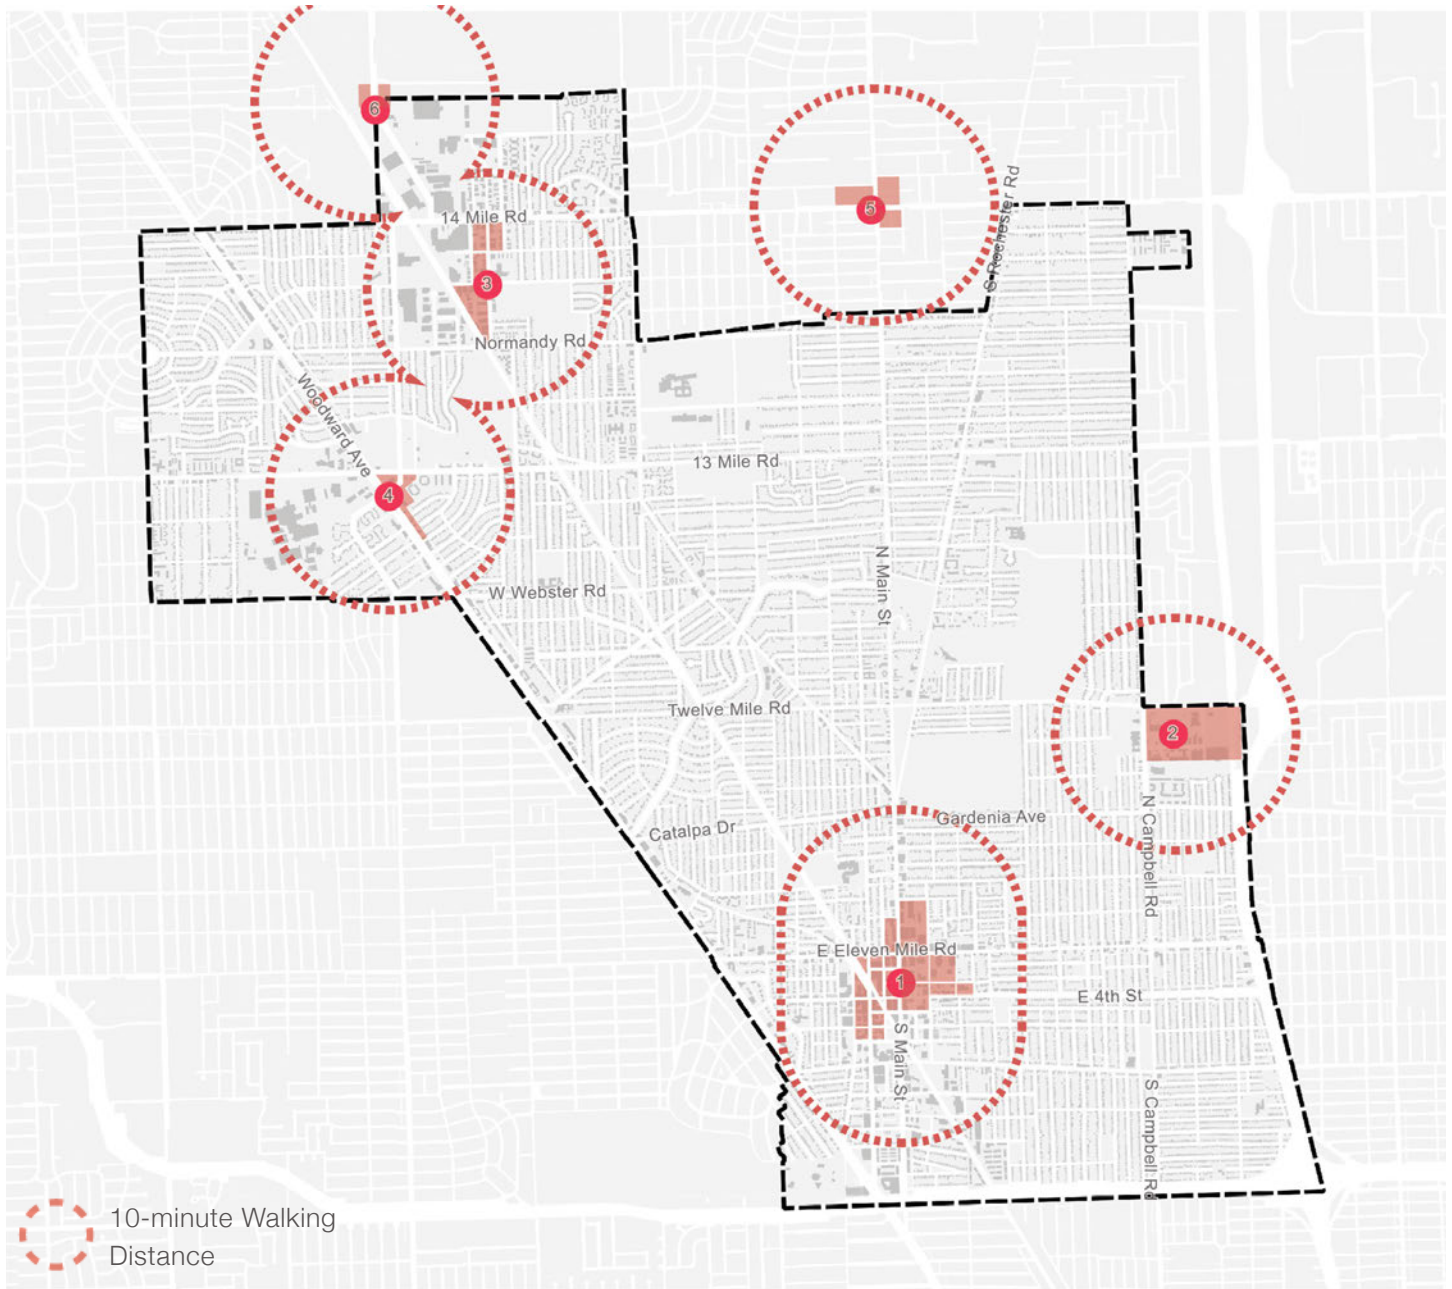 6
S Rochester Rd
5
14 Mile Rd
3
Normandy Rd
Woodward Ave
13 Mile Rd
4
N Main St
W Webster Rd
Twelve Mile Rd
2
Catalpa Dr
Gardenia Ave
N Campbell Rd
E Eleven Mile Rd
1
E 4th St
S Main St
S Campbell Rd
10-minute Walking
Distance